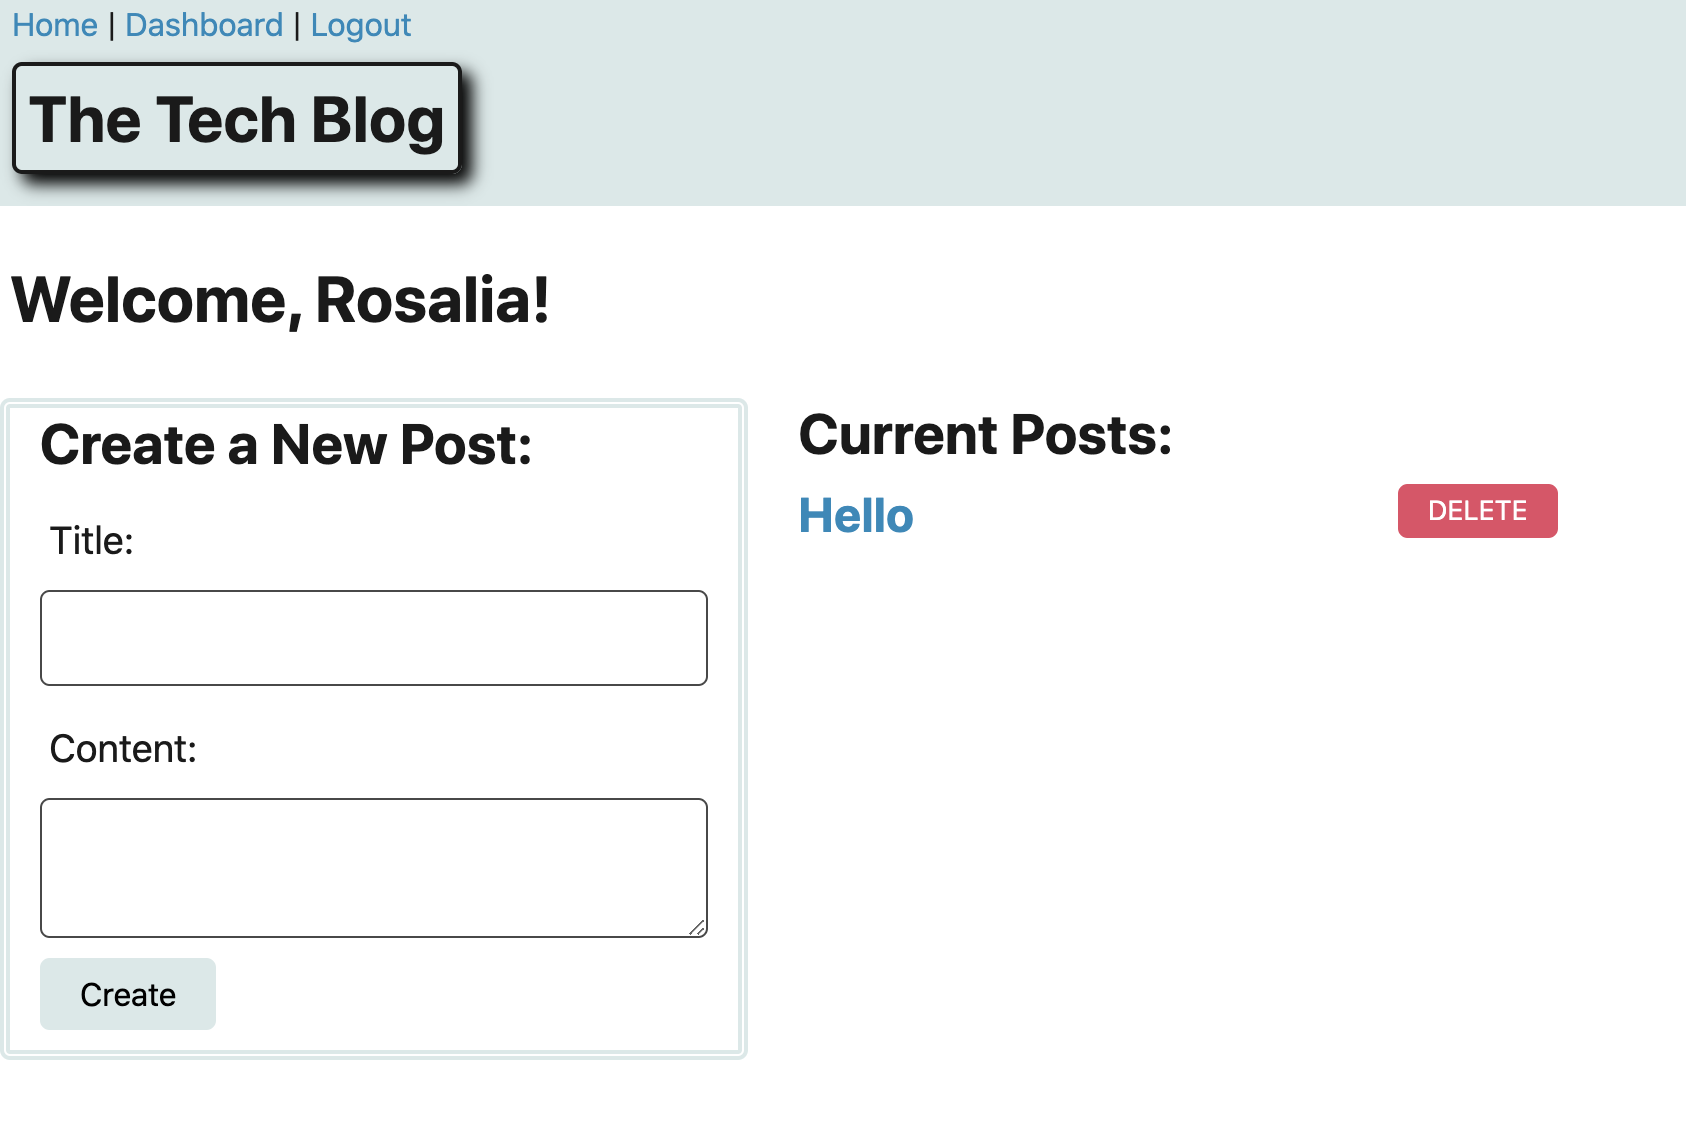 Home | Dashboard | Logout
The Tech Blog
Welcome, Rosalia!
Create a New Post:
Title:
Content:
Create
Current Posts:
Hello
DELETE